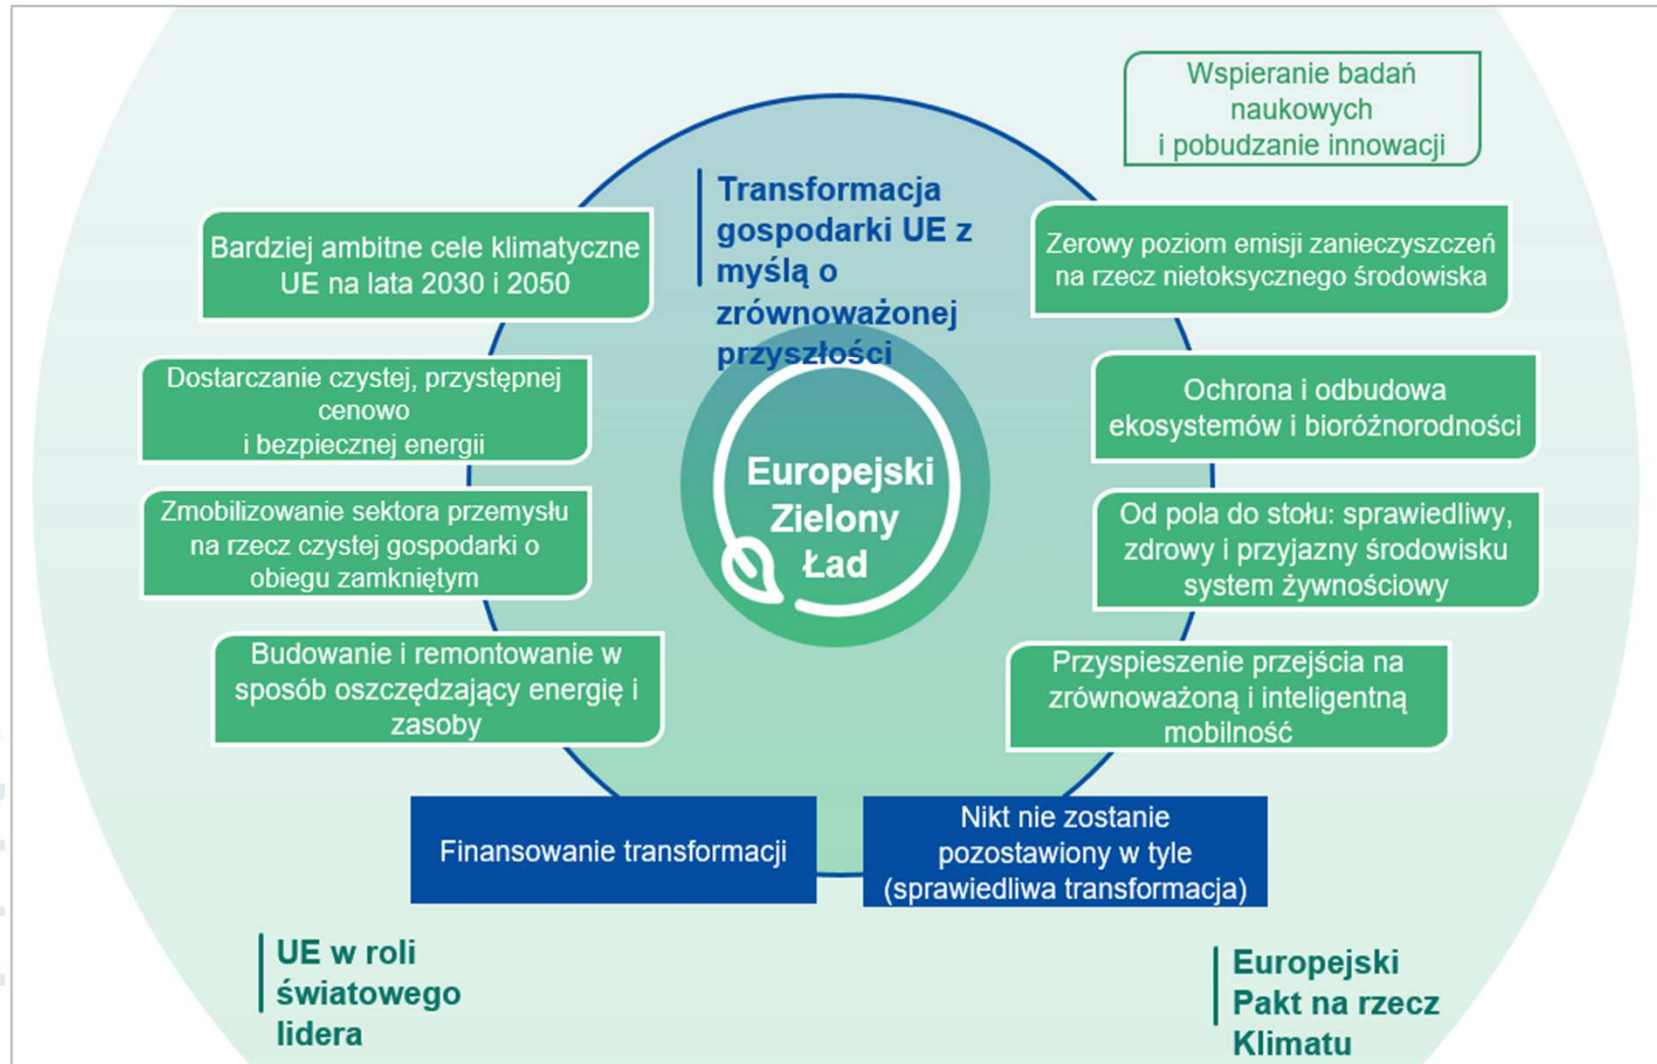 Wspieranie badań
naukowych
i pobudzanie innowacji
Transformacja
gospodarki UE z
myślą o
zrównoważonej
przyszłości
Bardziej ambitne cele klimatyczne
UE na lata 2030 i 2050
Zerowy poziom emisji zanieczyszczeń
na rzecz nietoksycznego środowiska
Dostarczanie czystej, przystępnej
cenowo
i bezpiecznej energii
Ochrona i odbudowa
ekosystemów i bioróżnorodności
Europejski
Zielony
Ład
Zmobilizowanie sektora przemysłu
na rzecz czystej gospodarki o
obiegu zamkniętym
Od pola do stołu: sprawiedliwy,
zdrowy i przyjazny środowisku
system żywnościowy
Budowanie i remontowanie w
sposób oszczędzający energię i
zasoby
Przyspieszenie przejścia na
zrównoważoną i inteligentną
mobilność
Finansowanie transformacji
Nikt nie zostanie
pozostawiony w tyle
(sprawiedliwa transformacja)
UE w roli
światowego
lidera
Europejski
Pakt na rzecz
Klimatu